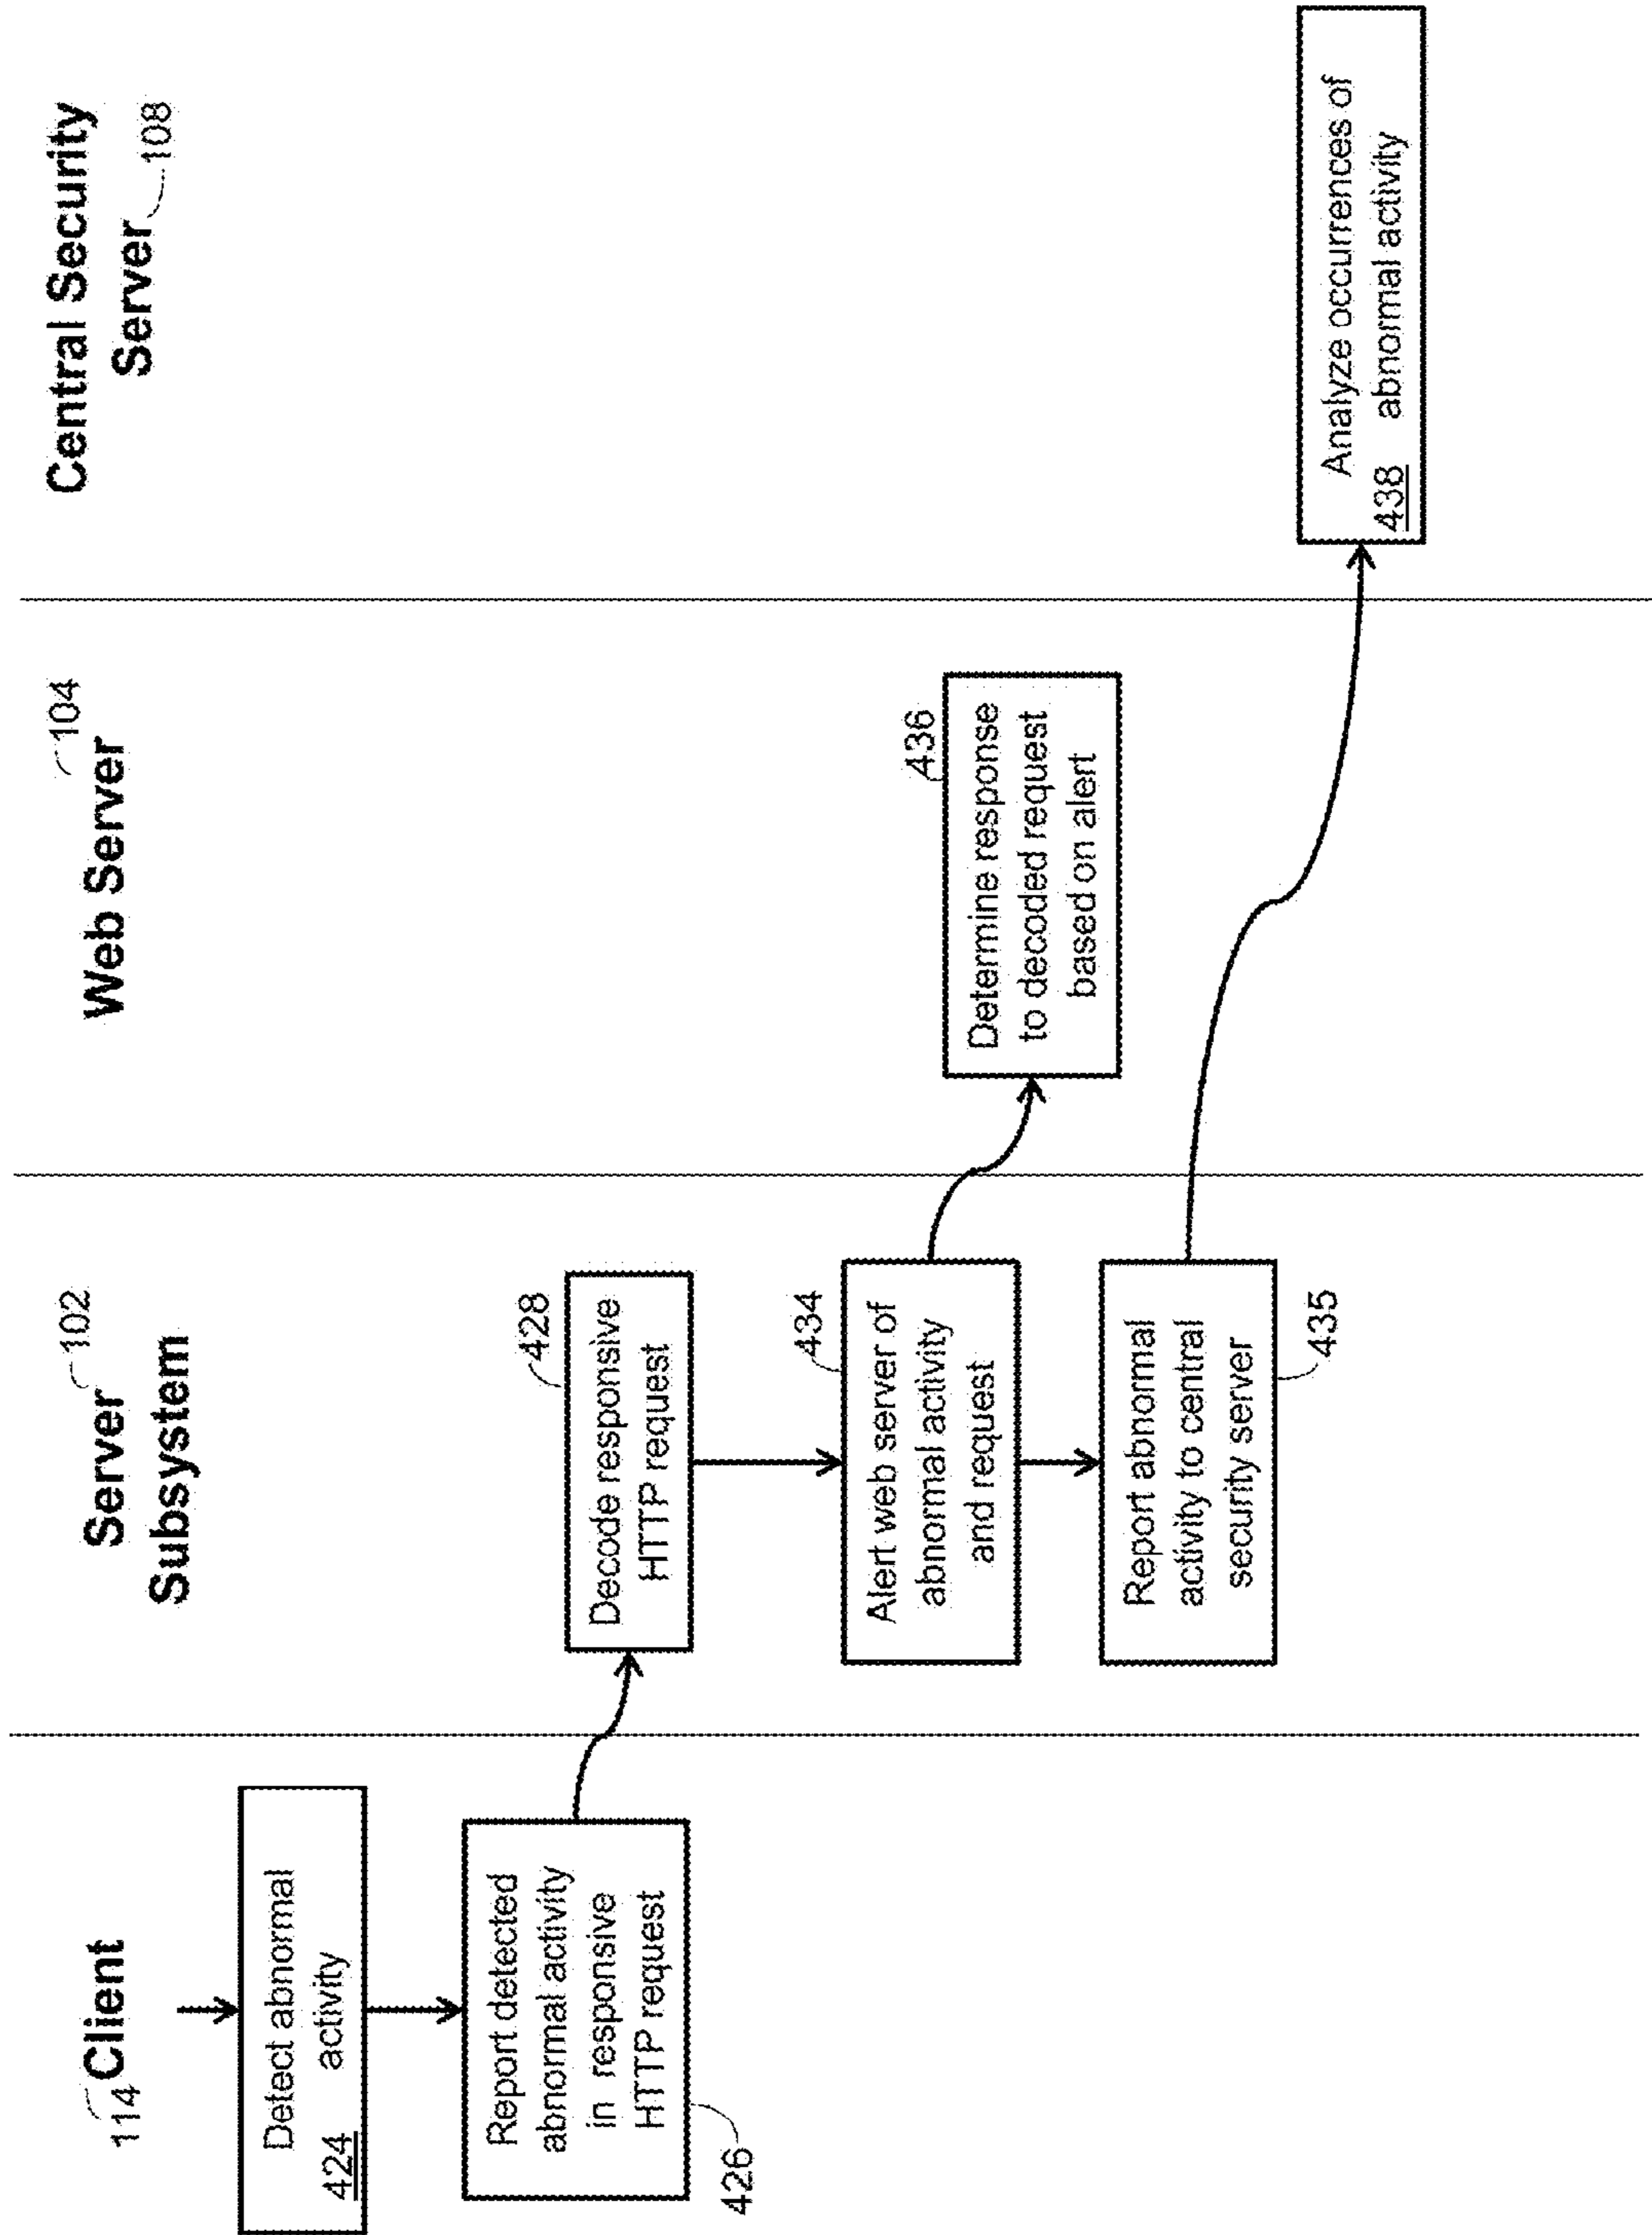 114 Client
Server 102
Subsystem
Web Server 104
Central Security
Server 108
Detect abnormal
424 activity
Report detected
abnormal activity
in responsive
HTTP request
426
428
Decode responsive
HTTP request
434
Alert web server of
abnormal activity
and request
436
Determine response
to decoded request
based on alert
Report abnormal
activity to central
security server
435
Analyze occurrences of
438 abnormal activity